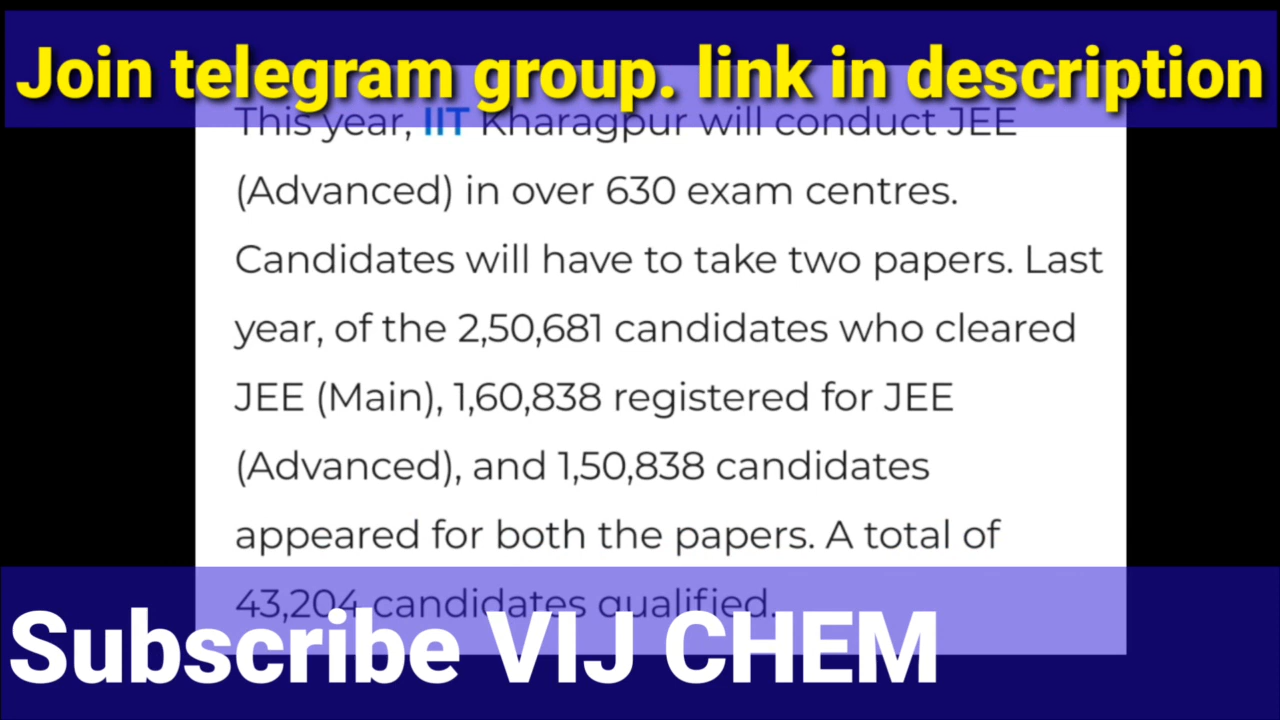 Join telegram group. link in description
This year, IIT Kharagpur will conduct JEE
(Advanced) in over 630 exam centres.
Candidates will have to take two papers. Last
year, of the 2,50,681 candidates who cleared
JEE (Main), 1,60,838 registered for JEE
(Advanced), and 1,50,838 candidates
appeared for both the papers. A total of
43,204 candidates qualified.
Subscribe VIJ CHEM